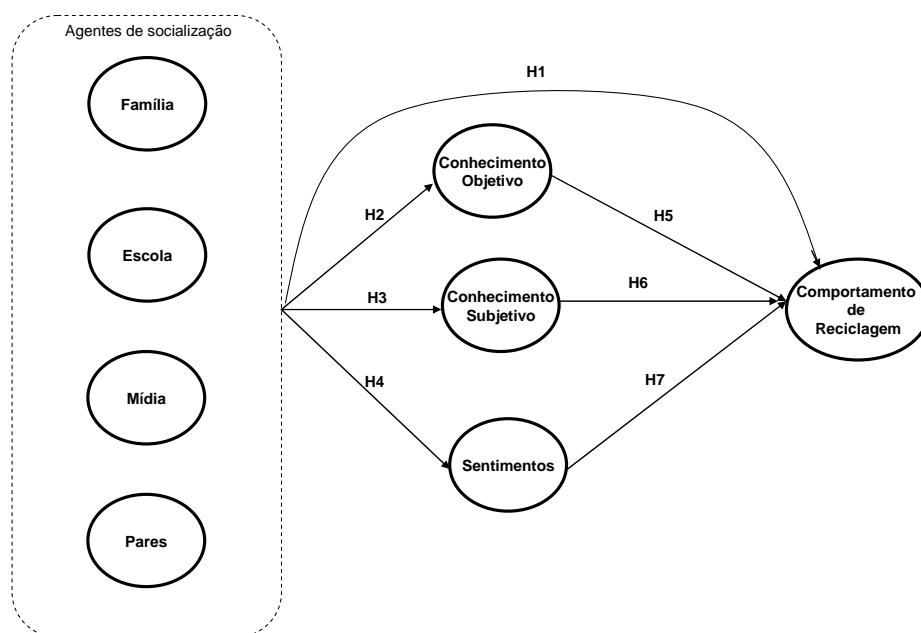 Agentes de socialização
Família
Escola
Mídia
Pares
H1
H2
H3
H4
Conhecimento
Objetivo
Conhecimento
Subjetivo
Sentimentos
H5
H6
H7
Comportamento
de
Reciclagem